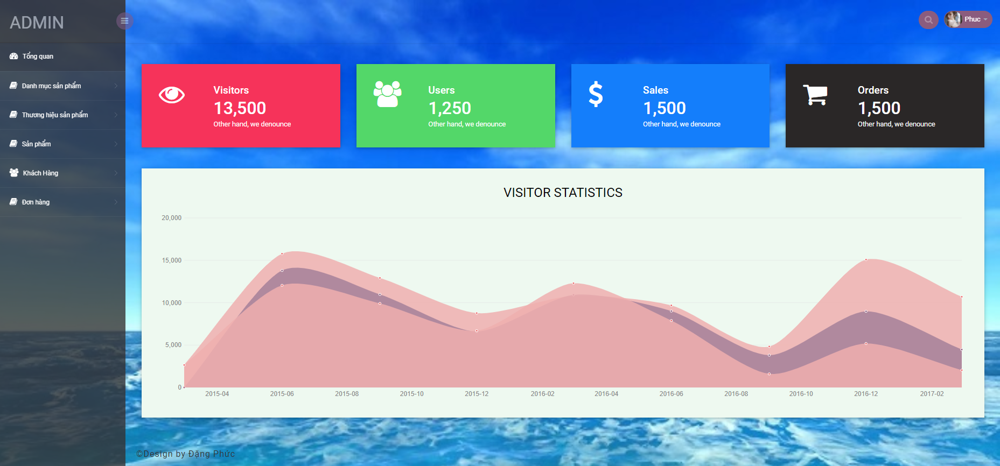 ADMIN
Phuc
Tổng quan
Danh mục sản phẩm
Thương hiệu sản phẩm
Sản phẩm
Khách Hàng
Đơn hàng
Visitors
13,500
Other hand, we denounce
Users
1,250
Other hand, we denounce
Sales
1,500
Other hand, we denounce
Orders
1,500
Other hand, we denounce
VISITOR STATISTICS
20,000
15,000
10,000
5,000
0
2015-04 2015-06 2015-08 2015-10 2015-12 2016-02 2016-04 2016-06 2016-08 2016-10 2016-12 2017-02
©Design by Đặng Phức